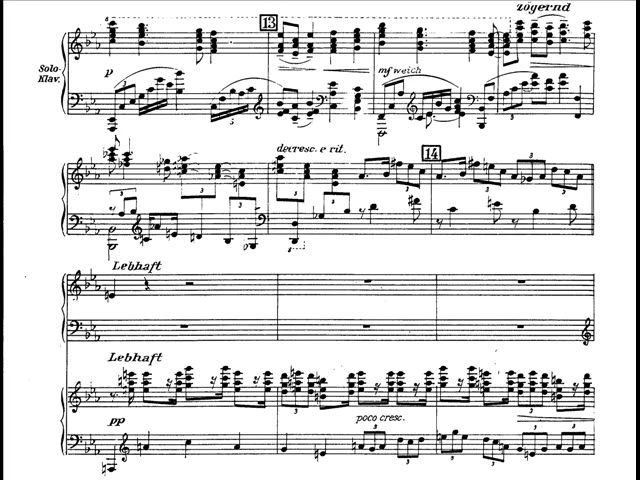 13
zögernd
Solo-
Klav.
p
mf weich
decresc. e rit.
14
Lebhaft
Lebhaft
pp
poco cresc.